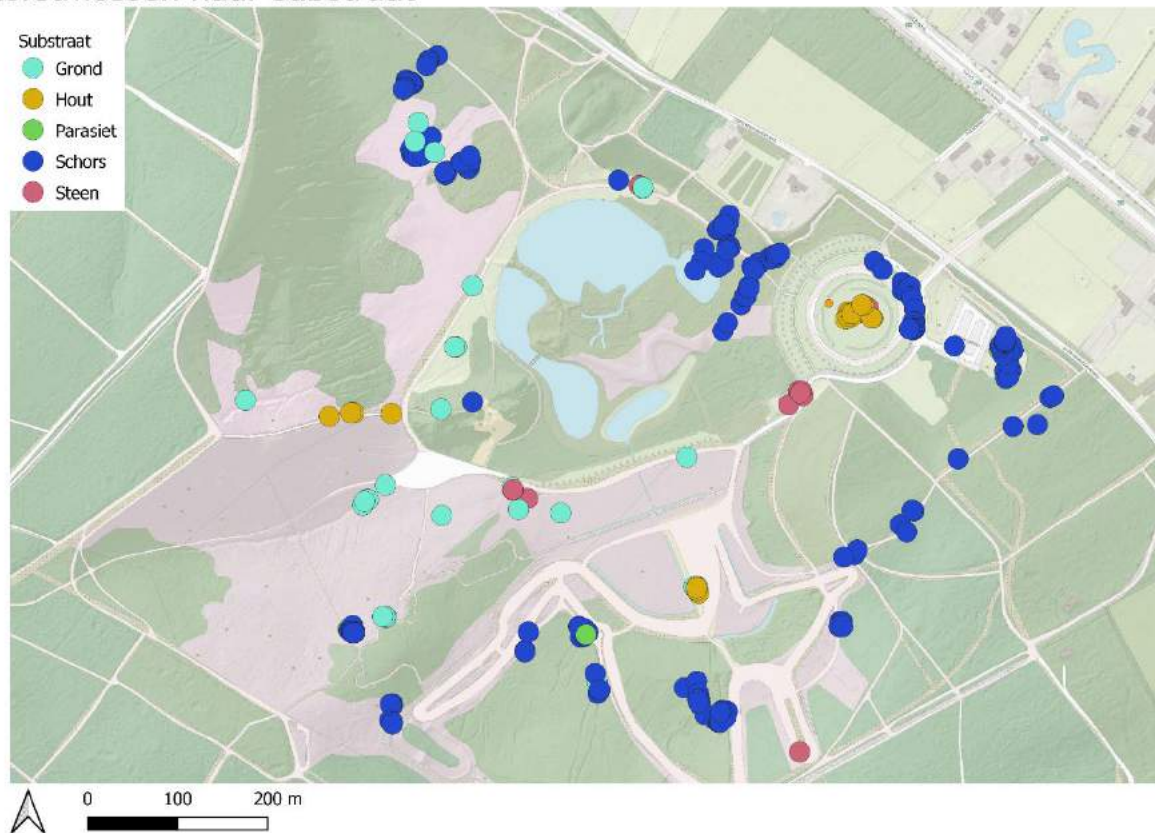 Substraat
Grond
Hout
Parasiet
Schors
Steen
0 100 200 m